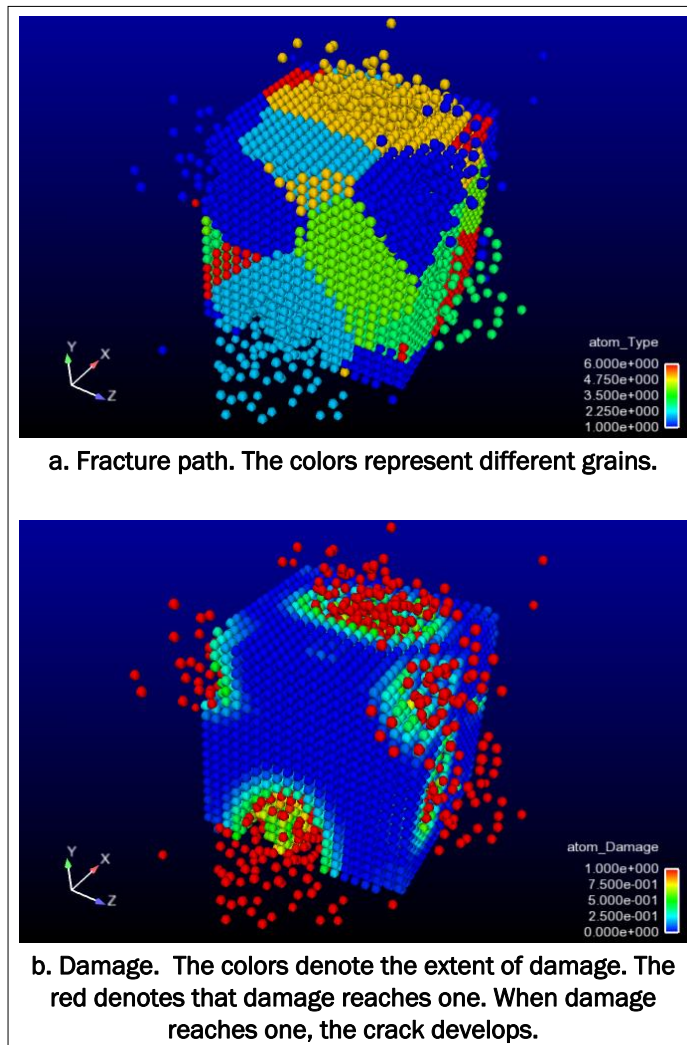 Y
X
Z
atom_Type
6.000e+000
4.750e+000
3.500e+000
2.250e+000
1.000e+000
a. Fracture path. The colors represent different grains.
Y
X
Z
atom_Damage
1.000e+000
7.500e-001
5.000e-001
2.500e-001
0.000e+000
b. Damage. The colors denote the extent of damage. The
red denotes that damage reaches one. When damage
reaches one, the crack develops.